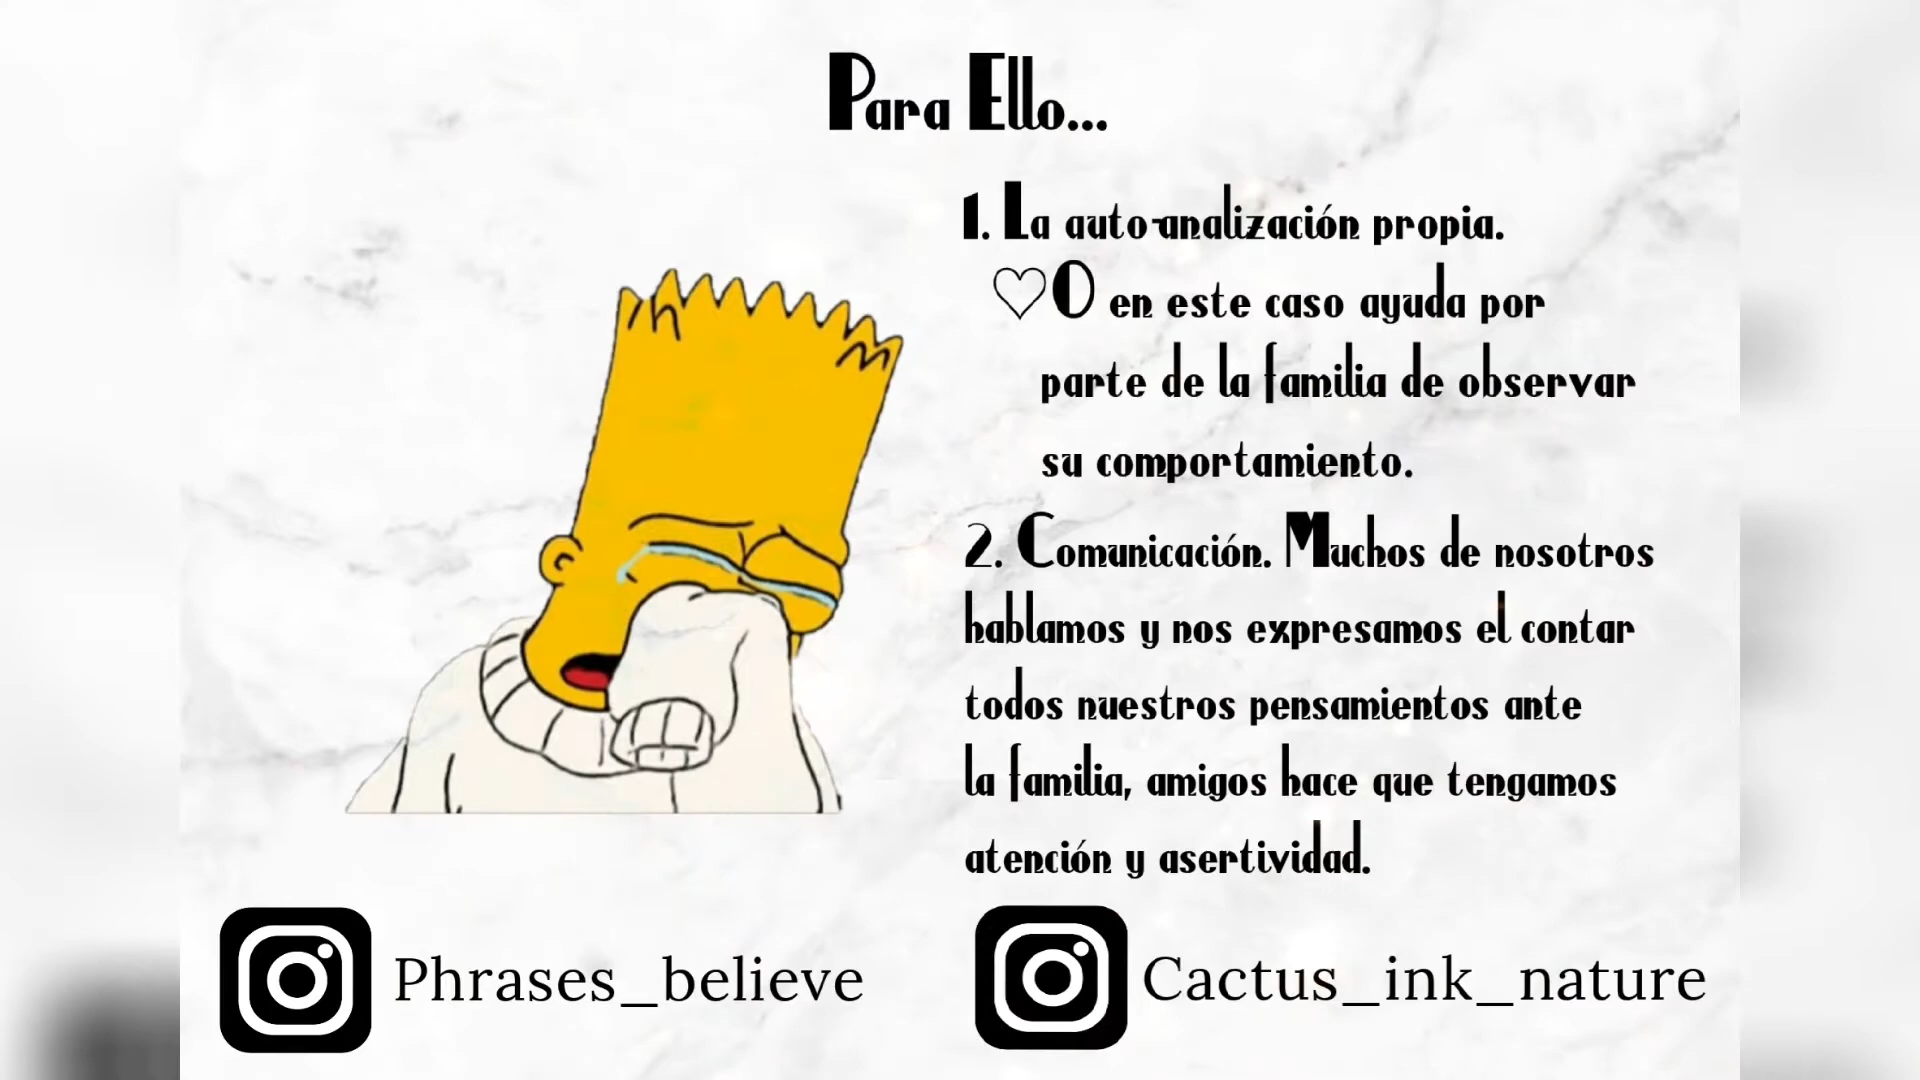 Para Ello...
1. La auto-analización propia.
♡O en este caso ayuda por
parte de la familia de observar
su comportamiento.
2. Comunicación. Muchos de nosotros
hablamos y nos expresamos el contar
todos nuestros pensamientos ante
la familia, amigos hace que tengamos
atención y asertividad.
Phrases_believe
Cactus_ink_nature